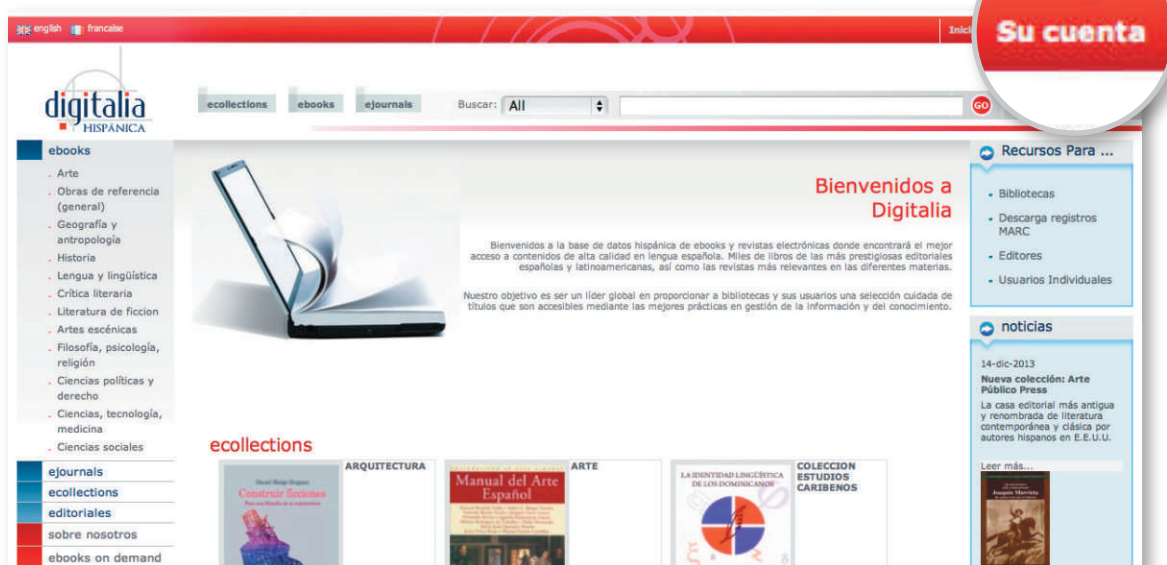 english francaise
Inici
Su cuenta
digitalia
HISPÁNICA
ecollections ebooks ejournals Buscar: All GO
ebooks
. Arte
. Obras de referencia
(general)
. Geografía y
antropología
. Historia
. Lengua y lingüística
. Crítica literaria
. Literatura de ficcion
. Artes escénicas
. Filosofía, psicología,
religión
. Ciencias políticas y
derecho
. Ciencias, tecnología,
medicina
. Ciencias sociales
ejournals
ecollections
editoriales
sobre nosotros
ebooks on demand
Bienvenidos a
Digitalia
Bienvenidos a la base de datos hispánica de ebooks y revistas electrónicas donde encontrará el mejor
acceso a contenidos de alta calidad en lengua española. Miles de libros de las más prestigiosas editoriales
españolas y latinoamericanas, así como las revistas más relevantes en las diferentes materias.
Nuestro objetivo es ser un líder global en proporcionar a bibliotecas y sus usuarios una selección cuidada de
títulos que son accesibles mediante las mejores prácticas en gestión de la información y del conocimiento.
ecollections
Construir ficciones
ARQUITECTURA
Manual del Arte
Español
ARTE
LA IDENTIDAD LINGÜÍSTICA
DE LOS DOMINICANOS
COLECCION
ESTUDIOS
CARIBENOS
Recursos Para ...
• Bibliotecas
• Descarga registros
MARC
• Editores
• Usuarios Individuales
noticias
14-dic-2013
Nueva colección: Arte
Público Press
La casa editorial más antigua
y renombrada de literatura
contemporánea y clásica por
autores hispanos en E.E.U.U.
Leer más...
Joaquín Murrieta